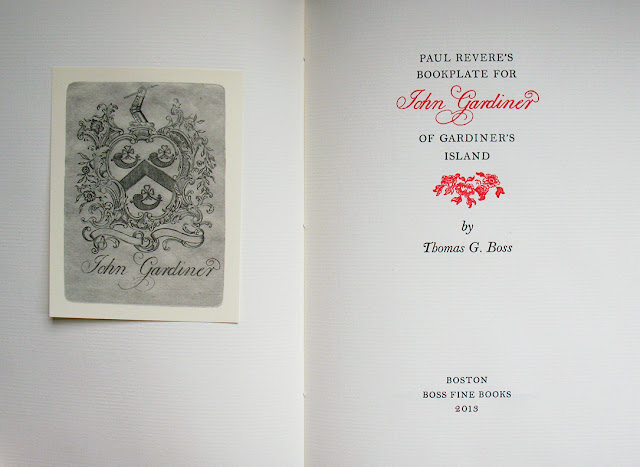 John Gardiner
PAUL REVERE'S
BOOKPLATE FOR
John Gardiner
OF GARDINER'S
ISLAND
by
Thomas G. Boss
BOSTON
BOSS FINE BOOKS
2013